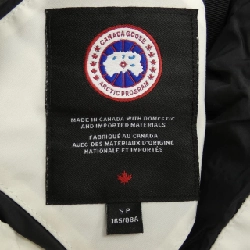 CANADA GOOSE
ARCTIC PROGRAM
MADE IN CANADA WITH DOMESTIC
AND IMPORTED MATERIALS
FABRIQUÉ AU CANADA
AVEC DES MATÉRIAUX D'ORIGINE
NATIONALE ET IMPORTÉS